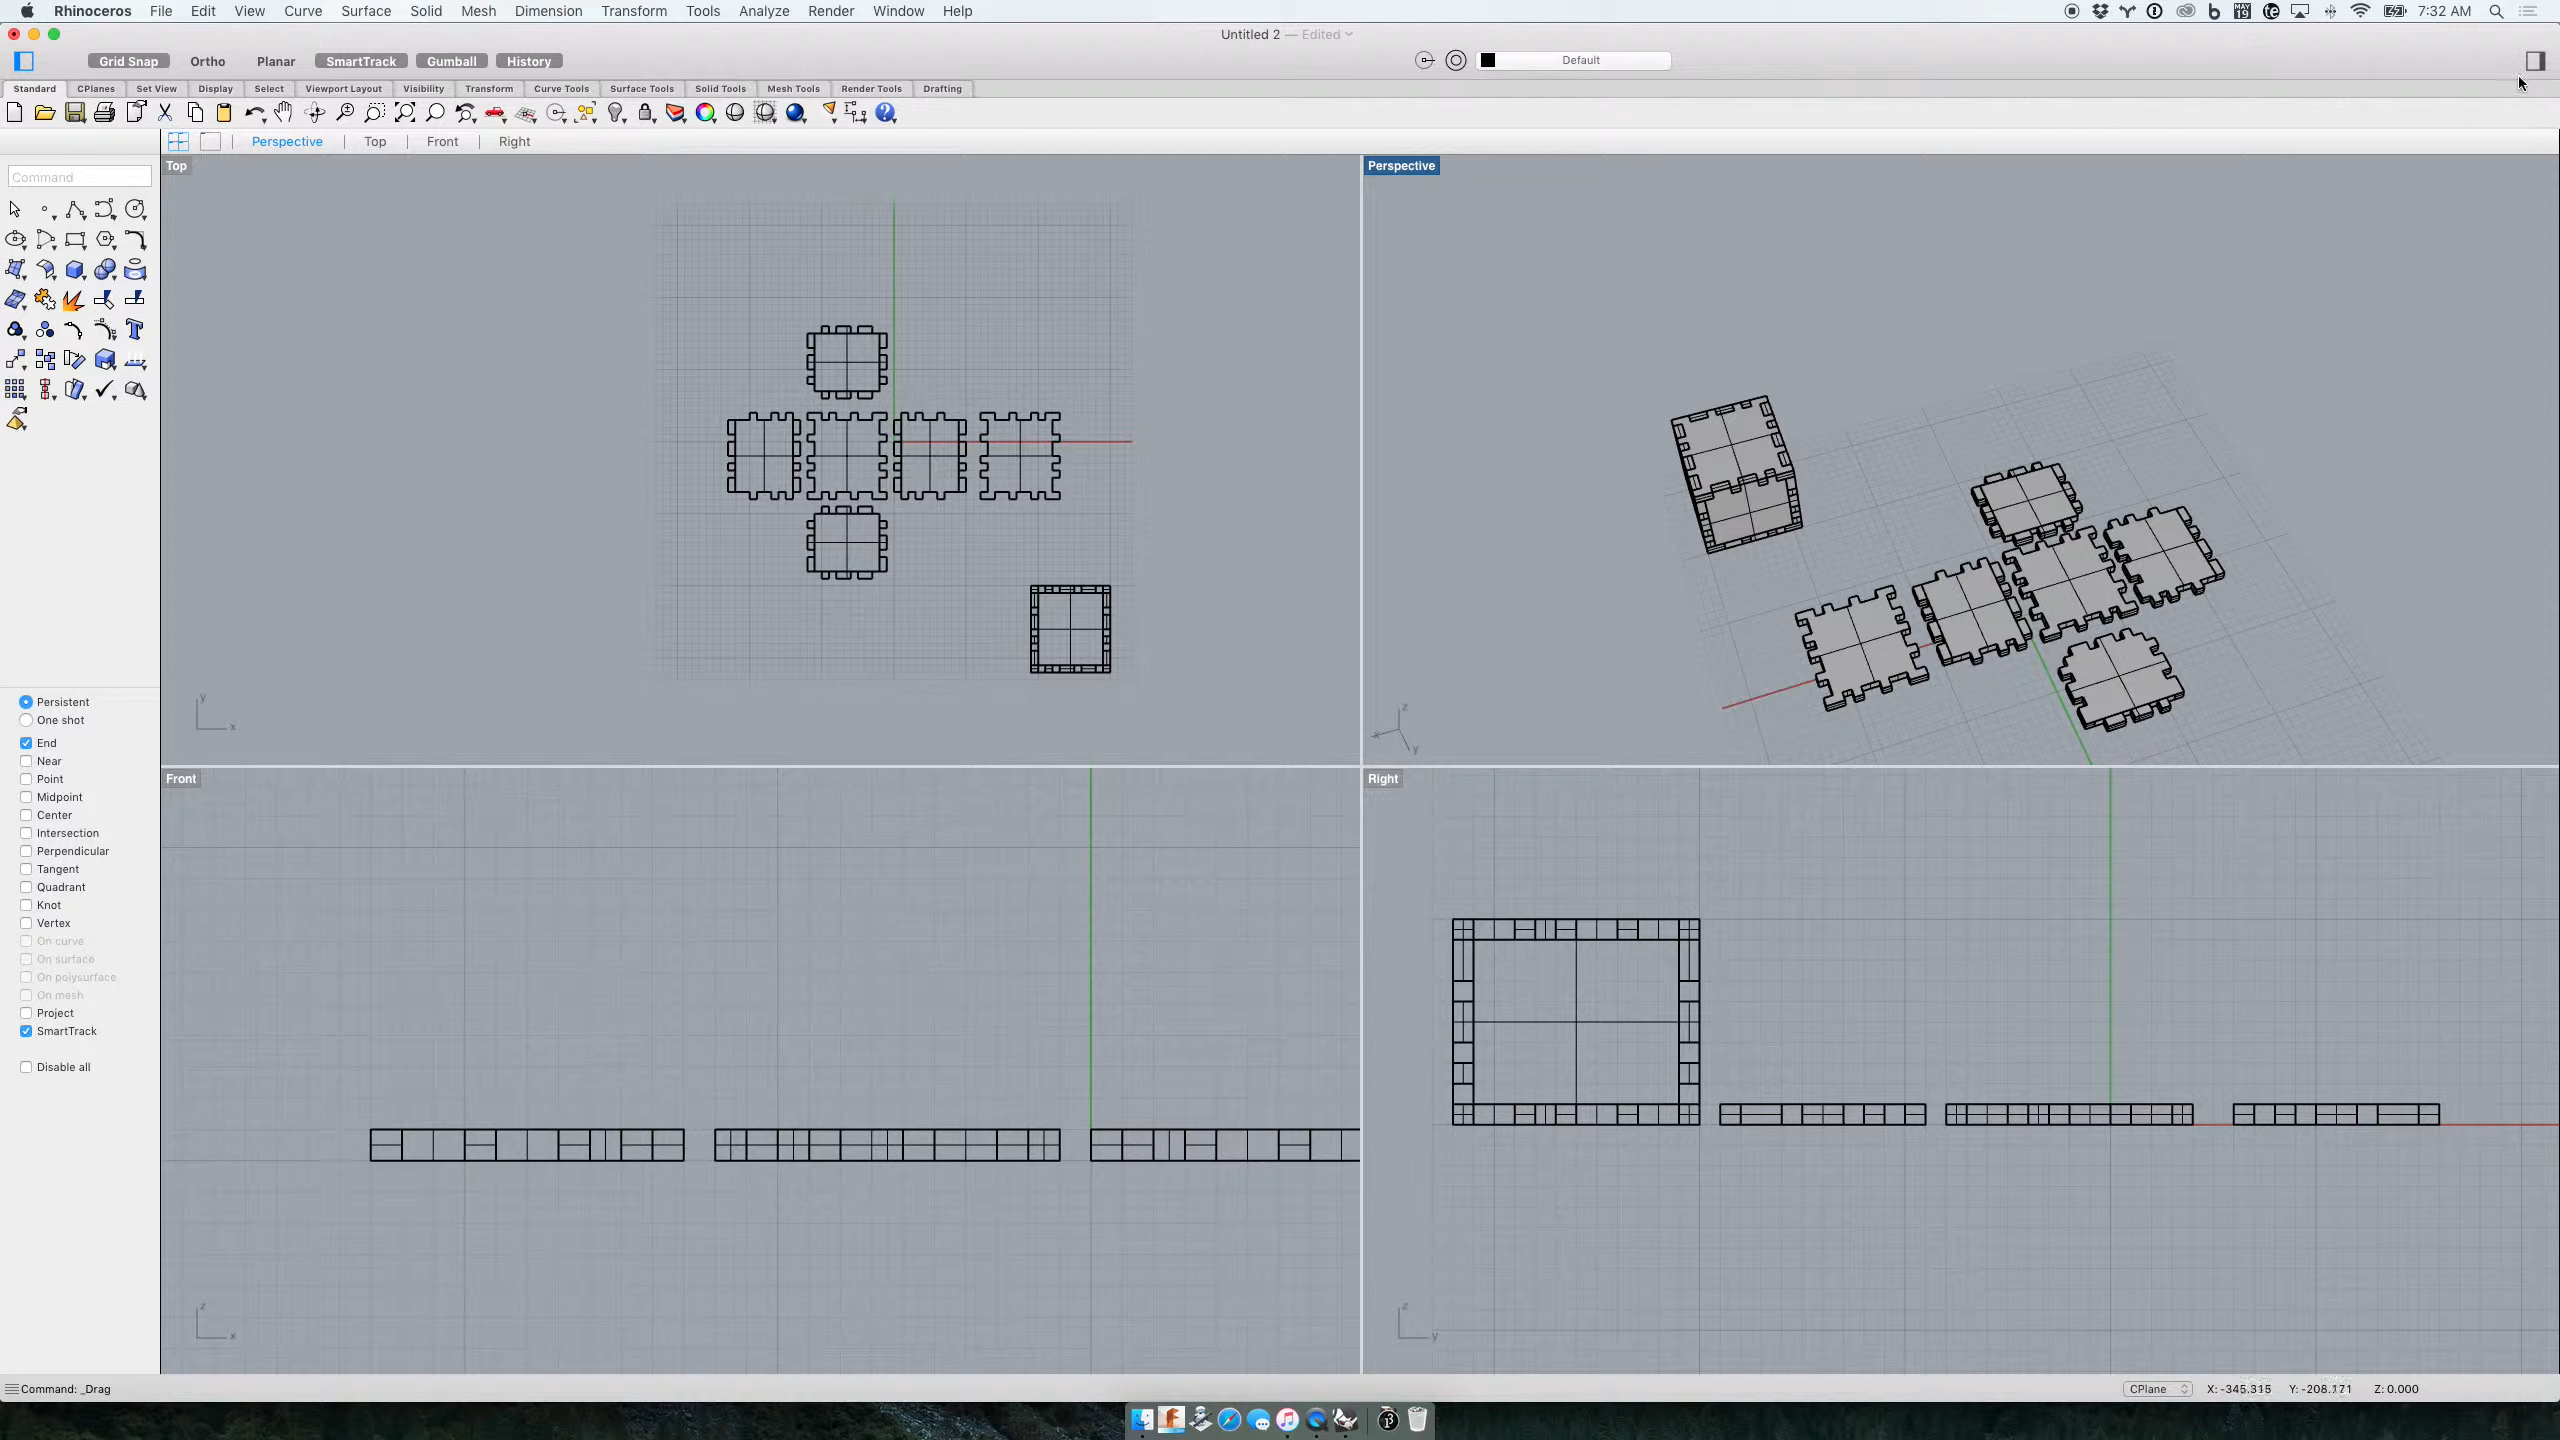 Rhinoceros File Edit View Curve Surface Solid Mesh Dimension Transform Tools Analyze Render Window Help
MAY 19 7:32 AM
Untitled 2 — Edited
Grid Snap Ortho Planar SmartTrack Gumball History Default
Standard CPlanes Set View Display Select Viewport Layout Visibility Transform Curve Tools Surface Tools Solid Tools Mesh Tools Render Tools Drafting
Perspective Top Front Right
Command
Top
Perspective
Front
Right
Persistent
One shot
End
Near
Point
Midpoint
Center
Intersection
Perpendicular
Tangent
Quadrant
Knot
Vertex
On curve
On surface
On polysurface
On mesh
Project
SmartTrack
Disable all
y
x
z
x
y
z
x
z
y
Command: _Drag
CPlane X: -345.315 Y: -208.171 Z: 0.000